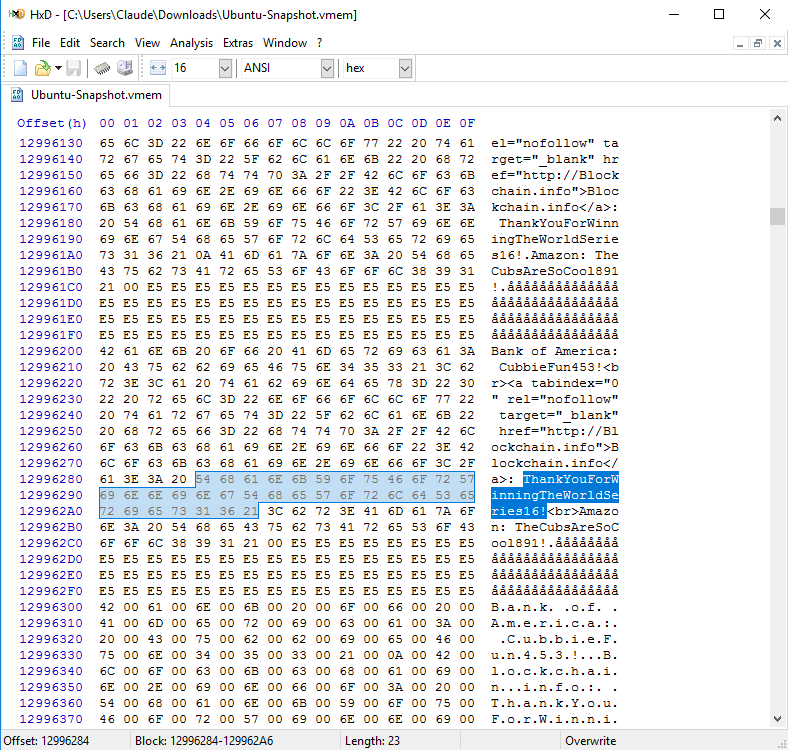 HxD - [C:\Users\Claude\Downloads\Ubuntu-Snapshot.vmem]
File Edit Search View Analysis Extras Window ?
16 ANSI hex
Ubuntu-Snapshot.vmem
Offset(h) 00 01 02 03 04 05 06 07 08 09 0A 0B 0C 0D 0E 0F
12996130 65 6C 3D 22 6E 6F 66 6F 6C 6C 6F 77 22 20 74 61 el="nofollow" ta
12996140 72 67 65 74 3D 22 5F 62 6C 61 6E 6B 22 20 68 72 rget="_blank" hr
12996150 65 66 3D 22 68 74 74 70 3A 2F 2F 42 6C 6F 63 6B ef="http://Block
12996160 63 68 61 69 6E 2E 69 6E 66 6F 22 3E 42 6C 6F 63 chain.info">Bloc
12996170 6B 63 68 61 69 6E 2E 69 6E 66 6F 3C 2F 61 3E 3A kchain.info</a>:
12996180 20 54 68 61 6E 6B 59 6F 75 46 6F 72 57 69 6E 6E ThankYouForWinn
12996190 69 6E 67 54 68 65 57 6F 72 6C 64 53 65 72 69 65 ingTheWorldSerie
129961A0 73 31 36 21 0A 41 6D 61 7A 6F 6E 3A 20 54 68 65 s16!.Amazon: The
129961B0 43 75 62 73 41 72 65 53 6F 43 6F 6F 6C 38 39 31 CubsAreSoCool891
129961C0 21 00 E5 E5 E5 E5 E5 E5 E5 E5 E5 E5 E5 E5 E5 E5 !.åååååååååååååå
129961D0 E5 E5 E5 E5 E5 E5 E5 E5 E5 E5 E5 E5 E5 E5 E5 E5 åååååååååååååååå
129961E0 E5 E5 E5 E5 E5 E5 E5 E5 E5 E5 E5 E5 E5 E5 E5 E5 åååååååååååååååå
129961F0 E5 E5 E5 E5 E5 E5 E5 E5 E5 E5 E5 E5 E5 E5 E5 E5 åååååååååååååååå
12996200 42 61 6E 6B 20 6F 66 20 41 6D 65 72 69 63 61 3A Bank of America:
12996210 20 43 75 62 62 69 65 46 75 6E 34 35 33 21 3C 62 CubbieFun453!<b
12996220 72 3E 3C 61 20 74 61 62 69 6E 64 65 78 3D 22 30 r><a tabindex="0
12996230 22 20 72 65 6C 3D 22 6E 6F 66 6F 6C 6C 6F 77 22 " rel="nofollow"
12996240 20 74 61 72 67 65 74 3D 22 5F 62 6C 61 6E 6B 22 target="_blank"
12996250 20 68 72 65 66 3D 22 68 74 74 70 3A 2F 2F 42 6C href="http://Bl
12996260 6F 63 6B 63 68 61 69 6E 2E 69 6E 66 6F 22 3E 42 ockchain.info">B
12996270 6C 6F 63 6B 63 68 61 69 6E 2E 69 6E 66 6F 3C 2F lockchain.info</
12996280 61 3E 3A 20 54 68 61 6E 6B 59 6F 75 46 6F 72 57 a>: ThankYouForW
12996290 69 6E 6E 69 6E 67 54 68 65 57 6F 72 6C 64 53 65 inningTheWorldSe
129962A0 72 69 65 73 31 36 21 3C 62 72 3E 41 6D 61 7A 6F ries16!<br>Amazo
129962B0 6E 3A 20 54 68 65 43 75 62 73 41 72 65 53 6F 43 n: TheCubsAreSoC
129962C0 6F 6F 6C 38 39 31 21 00 E5 E5 E5 E5 E5 E5 E5 E5 ool891!.åååååååå
129962D0 E5 E5 E5 E5 E5 E5 E5 E5 E5 E5 E5 E5 E5 E5 E5 E5 åååååååååååååååå
129962E0 E5 E5 E5 E5 E5 E5 E5 E5 E5 E5 E5 E5 E5 E5 E5 E5 åååååååååååååååå
129962F0 E5 E5 E5 E5 E5 E5 E5 E5 E5 E5 E5 E5 E5 E5 E5 E5 åååååååååååååååå
12996300 42 00 61 00 6E 00 6B 00 20 00 6F 00 66 00 20 00 B.a.n.k. .o.f. .
12996310 41 00 6D 00 65 00 72 00 69 00 63 00 61 00 3A 00 A.m.e.r.i.c.a.:.
12996320 20 00 43 00 75 00 62 00 62 00 69 00 65 00 46 00 .C.u.b.b.i.e.F.
12996330 75 00 6E 00 34 00 35 00 33 00 21 00 0A 00 42 00 u.n.4.5.3.!...B.
12996340 6C 00 6F 00 63 00 6B 00 63 00 68 00 61 00 69 00 l.o.c.k.c.h.a.i.
12996350 6E 00 2E 00 69 00 6E 00 66 00 6F 00 3A 00 20 00 n...i.n.f.o.:. .
12996360 54 00 68 00 61 00 6E 00 6B 00 59 00 6F 00 75 00 T.h.a.n.k.Y.o.u.
12996370 46 00 6F 00 72 00 57 00 69 00 6E 00 6E 00 69 00 F.o.r.W.i.n.n.i.
Offset: 12996284 Block: 12996284-129962A6 Length: 23 Overwrite